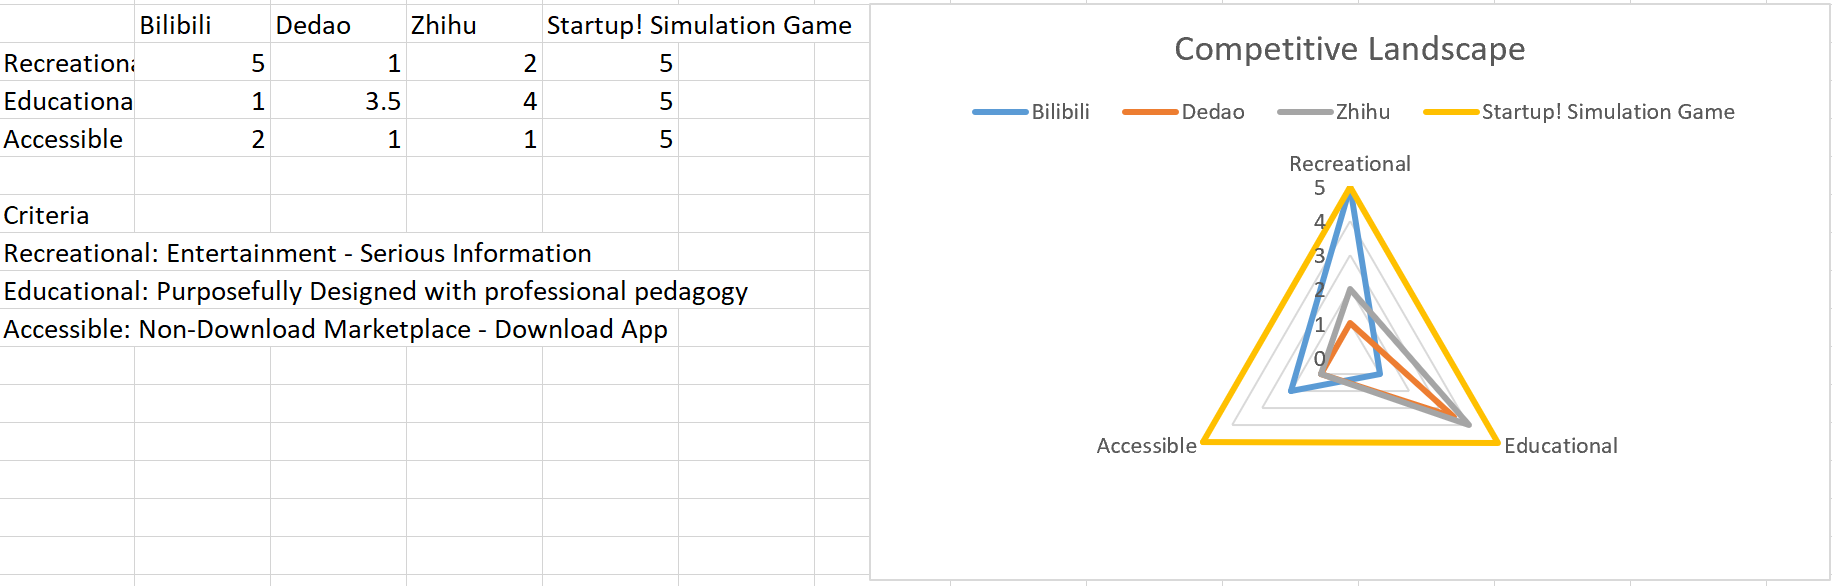 Bilibili Dedao Zhihu Startup! Simulation Game
Recreationa 5 1 2 5
Educationa 1 3.5 4 5
Accessible 2 1 1 5
Criteria
Recreational: Entertainment - Serious Information
Educational: Purposefully Designed with professional pedagogy
Accessible: Non-Download Marketplace - Download App
Competitive Landscape
Bilibili Dedao Zhihu Startup! Simulation Game
Recreational
5
4
3
2
1
0
Accessible Educational